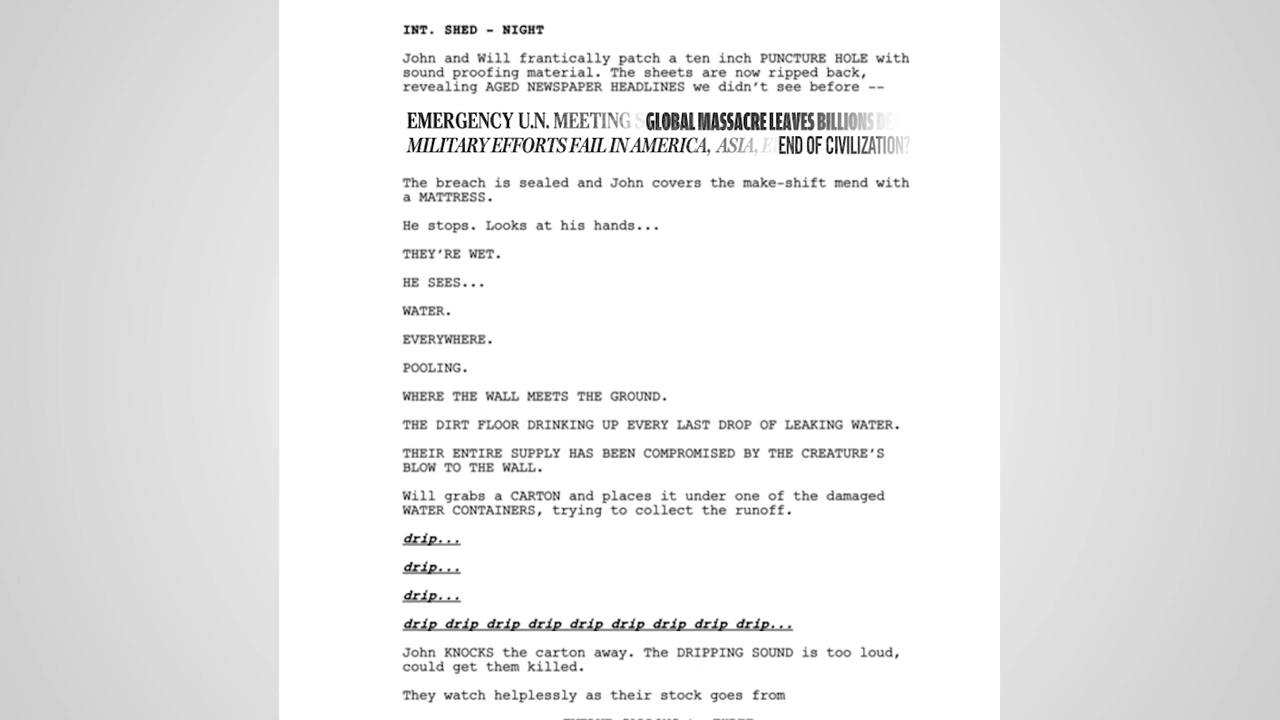 INT. SHED - NIGHT
John and Will frantically patch a ten inch PUNCTURE HOLE with
sound proofing material. The sheets are now ripped back,
revealing AGED NEWSPAPER HEADLINES we didn't see before --
EMERGENCY U.N. MEETING S GLOBAL MASSACRE LEAVES BILLIONS DE
MILITARY EFFORTS FAIL IN AMERICA, ASIA, E END OF CIVILIZATION?
The breach is sealed and John covers the make-shift mend with
a MATTRESS.
He stops. Looks at his hands...
THEY'RE WET.
HE SEES...
WATER.
EVERYWHERE.
POOLING.
WHERE THE WALL MEETS THE GROUND.
THE DIRT FLOOR DRINKING UP EVERY LAST DROP OF LEAKING WATER.
THEIR ENTIRE SUPPLY HAS BEEN COMPROMISED BY THE CREATURE'S
BLOW TO THE WALL.
Will grabs a CARTON and places it under one of the damaged
WATER CONTAINERS, trying to collect the runoff.
drip...
drip...
drip...
drip drip drip drip drip drip drip drip drip...
John KNOCKS the carton away. The DRIPPING SOUND is too loud,
could get them killed.
They watch helplessly as their stock goes from